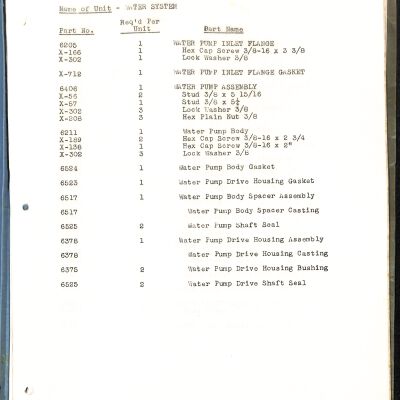 Name of Unit - WATER SYSTEM
Part No. Req'd Per Unit Part Name
6205 1 WATER PUMP INLET FLANGE
X-166 1 Hex Cap Screw 3/8-16 x 3 3/8
X-302 1 Lock Washer 3/8
X-712 1 WATER PUMP INLET FLANGE GASKET
6406 1 WATER PUMP ASSEMBLY
X-56 2 Stud 3/8 x 5 15/16
X-57 1 Stud 3/8 x 5¼
X-302 3 Lock Washer 3/8
X-208 3 Hex Plain Nut 3/8
6211 1 Water Pump Body
X-189 2 Hex Cap Screw 3/8-16 x 2 3/4
X-138 1 Hex Cap Screw 3/8-16 x 2"
X-302 3 Lock Washer 3/8
6524 1 Water Pump Body Gasket
6523 1 Water Pump Drive Housing Gasket
6517 1 Water Pump Body Spacer Assembly
6517 Water Pump Body Spacer Casting
6525 2 Water Pump Shaft Seal
6378 1 Water Pump Drive Housing Assembly
6378 Water Pump Drive Housing Casting
6375 2 Water Pump Drive Housing Bushing
6525 2 Water Pump Drive Shaft Seal